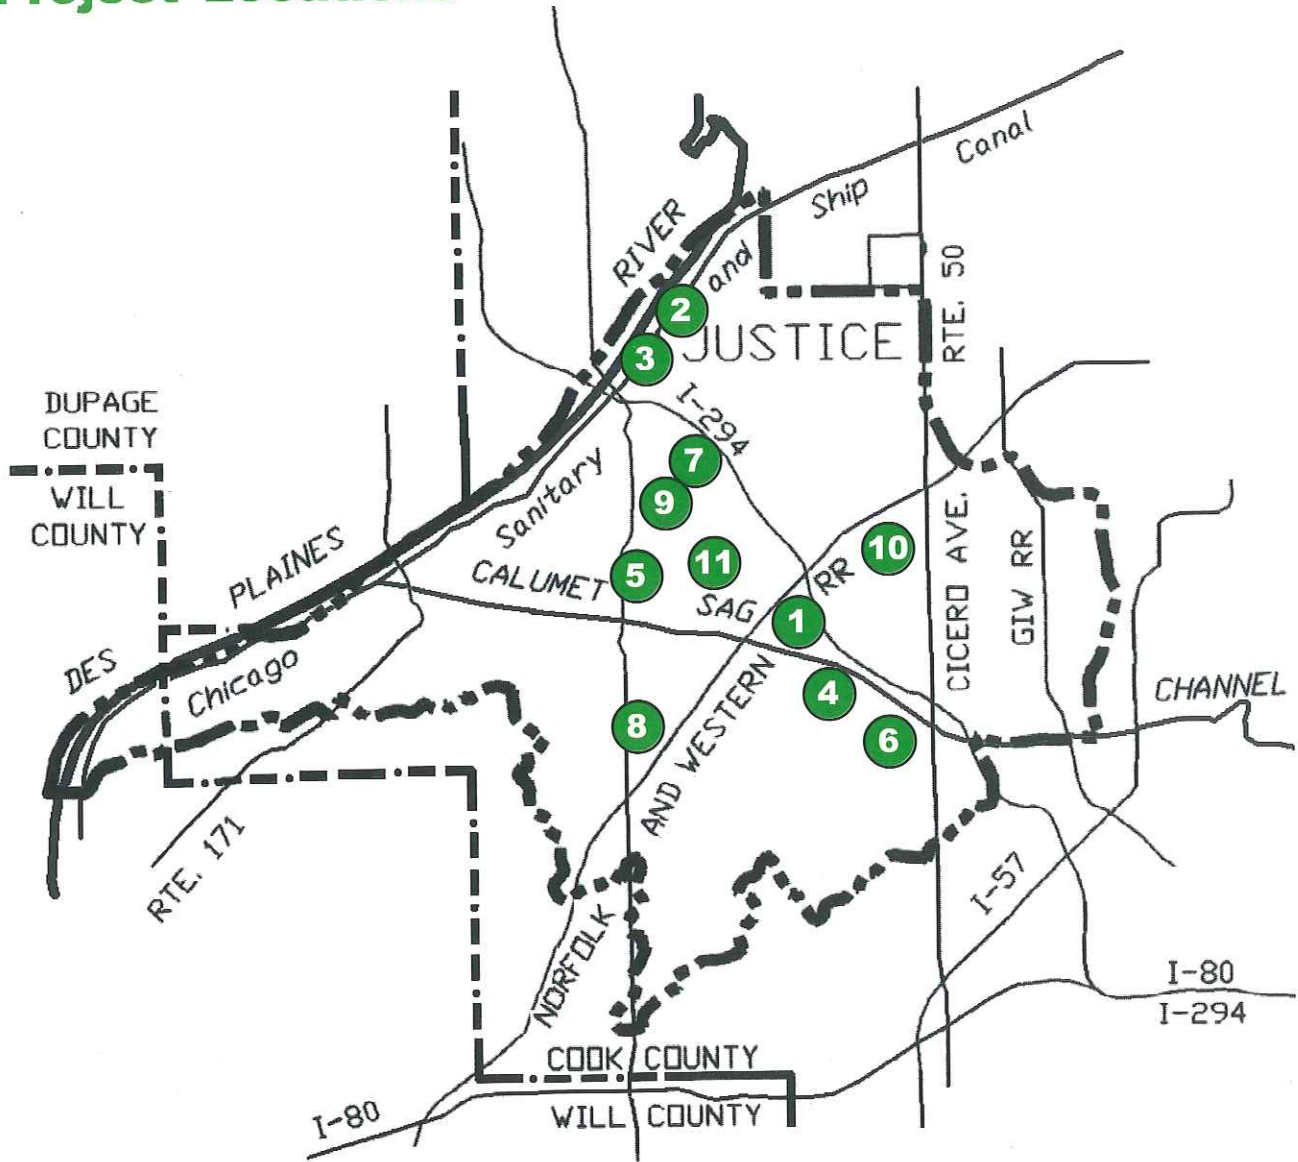 Canal
Ship
and
RIVER
RTE. 50
2
JUSTICE
3
I-294
DUPAGE
COUNTY
WILL
COUNTY
7
Sanitary
9
PLAINES
CALUMET
5
11
SAG
RR
10
1
CICERO AVE.
GIW RR
DES
Chicago
4
CHANNEL
8
6
AND WESTERN
RTE. 171
I-57
NORFOLK
I-80
I-294
COOK COUNTY
WILL COUNTY
I-80